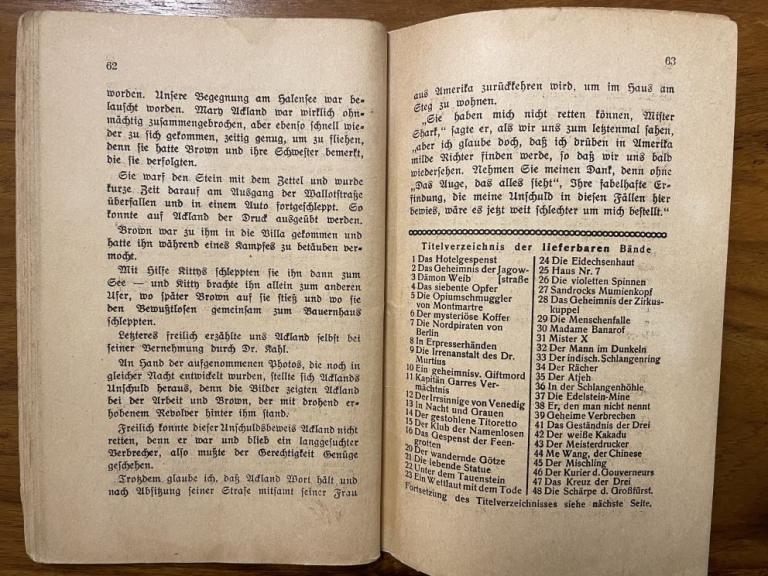 62
worden. Unsere Begegnung am Halensee war be-
lauscht worden. Mary Ackland war wirklich ohn-
mächtig zusammengebrochen, aber ebenso schnell wie-
der zu sich gekommen, zeitig genug, um zu fliehen,
denn sie hatte Brown und ihre Schwester bemerkt,
die sie verfolgten.
Sie warf den Stein mit dem Zettel und wurde
kurze Zeit darauf am Ausgang der Wallotstraße
überfallen und in einem Auto fortgeschleppt. So
konnte auf Ackland der Druck ausgeübt werden.
Brown war zu ihm in die Villa gekommen und
hatte ihn während eines Kampfes zu betäuben ver-
mocht.
Mit Hilfe Kittys schleppten sie ihn dann zum
See — und Kitty brachte ihn allein zum anderen
Ufer, wo später Brown auf sie stieß und wo sie
den Bewußtlosen gemeinsam zum Bauernhaus
schleppten.
Letzteres freilich erzählte uns Ackland selbst bei
seiner Vernehmung durch Dr. Kahl.
An Hand der aufgenommenen Photos, die noch in
gleicher Nacht entwickelt wurden, stellte sich Acklands
Unschuld heraus, denn die Bilder zeigten Ackland
bei der Arbeit und Brown, der mit drohend er-
hobenem Revolver hinter ihm stand.
Freilich konnte dieser Unschuldsbeweis Ackland nicht
retten, denn er war und blieb ein langgesuchter
Verbrecher, also mußte der Gerechtigkeit Genüge
geschehen.
Trotzdem glaube ich, daß Ackland Wort hält und
nach Absitzung seiner Strafe mitsamt seiner Frau
63
aus Amerika zurückkehren wird, um im Haus am
Steg zu wohnen.
„Sie haben mich nicht retten können, Mister
Shark,“ sagte er, als wir uns zum letztenmal sahen,
„aber ich glaube doch, daß ich drüben in Amerika
milde Richter finden werde, so daß wir uns bald
wiedersehen. Nehmen Sie meinen Dank, denn ohne
„Das Auge, das alles sieht“, Ihre fabelhafte Er-
findung, die meine Unschuld in diesen Fällen hier
bewies, wäre es jetzt weit schlechter um mich bestellt.“
Titelverzeichnis der lieferbaren Bände
1 Das Hotelgespenst
2 Das Geheimnis der Jagow-
3 Dämon Weib [straße
4 Das siebente Opfer
5 Die Opiumschmuggler
von Montmartre
6 Der mysteriöse Koffer
7 Die Nordpiraten von
Berlin
8 In Erpresserhänden
9 Die Irrenanstalt des Dr.
Murtius
10 Ein geheimnisv. Giftmord
11 Kapitän Garres Ver-
mächtnis
12 Der Irrsinnige von Venedig
13 In Nacht und Grauen
14 Der gestohlene Titoretto
15 Der Klub der Namenlosen
16 Das Gespenst der Feen-
grotten
20 Der wandernde Götze
21 Die lebende Statue
22 Unter dem Tauenstein
23 Ein Wettlauf mit dem Tode
24 Die Eidechsenhaut
25 Haus Nr. 7
26 Die violetten Spinnen
27 Sandrocks Mumienkopf
28 Das Geheimnis der Zirkus-
kuppel
29 Die Menschenfalle
30 Madame Banarof
31 Mister X
32 Der Mann im Dunkeln
33 Der indisch. Schlangenring
34 Der Rächer
35 Der Atjeh
36 In der Schlangenhöhle
37 Die Edelstein-Mine
38 Er, den man nicht nennt
39 Geheime Verbrechen
41 Das Geständnis der Drei
42 Der weiße Kakadu
43 Der Meisterdrucker
44 Me Wang, der Chinese
45 Der Mischling
46 Der Kurier d. Gouverneurs
47 Das Kreuz der Drei
48 Die Schärpe d. Großfürst.
Fortsetzung des Titelverzeichnisses siehe nächste Seite.